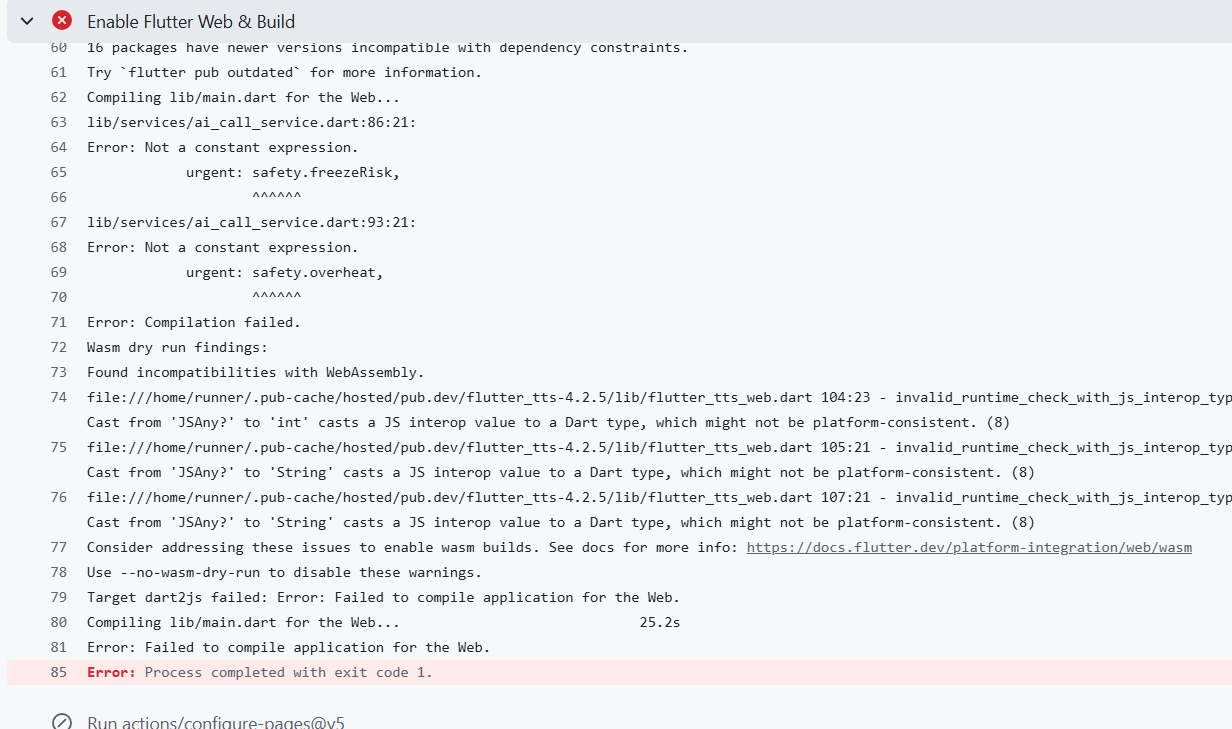 Enable Flutter Web & Build
60 16 packages have newer versions incompatible with dependency constraints.
61 Try `flutter pub outdated` for more information.
62 Compiling lib/main.dart for the Web...
63 lib/services/ai_call_service.dart:86:21:
64 Error: Not a constant expression.
65 urgent: safety.freezeRisk,
66 ^^^^^^
67 lib/services/ai_call_service.dart:93:21:
68 Error: Not a constant expression.
69 urgent: safety.overheat,
70 ^^^^^^
71 Error: Compilation failed.
72 Wasm dry run findings:
73 Found incompatibilities with WebAssembly.
74 file:///home/runner/.pub-cache/hosted/pub.dev/flutter_tts-4.2.5/lib/flutter_tts_web.dart 104:23 - invalid_runtime_check_with_js_interop_typ
Cast from 'JSAny?' to 'int' casts a JS interop value to a Dart type, which might not be platform-consistent. (8)
75 file:///home/runner/.pub-cache/hosted/pub.dev/flutter_tts-4.2.5/lib/flutter_tts_web.dart 105:21 - invalid_runtime_check_with_js_interop_typ
Cast from 'JSAny?' to 'String' casts a JS interop value to a Dart type, which might not be platform-consistent. (8)
76 file:///home/runner/.pub-cache/hosted/pub.dev/flutter_tts-4.2.5/lib/flutter_tts_web.dart 107:21 - invalid_runtime_check_with_js_interop_typ
Cast from 'JSAny?' to 'String' casts a JS interop value to a Dart type, which might not be platform-consistent. (8)
77 Consider addressing these issues to enable wasm builds. See docs for more info: https://docs.flutter.dev/platform-integration/web/wasm
78 Use --no-wasm-dry-run to disable these warnings.
79 Target dart2js failed: Error: Failed to compile application for the Web.
80 Compiling lib/main.dart for the Web... 25.2s
81 Error: Failed to compile application for the Web.
85 Error: Process completed with exit code 1.
Run actions/configure-pages@v5